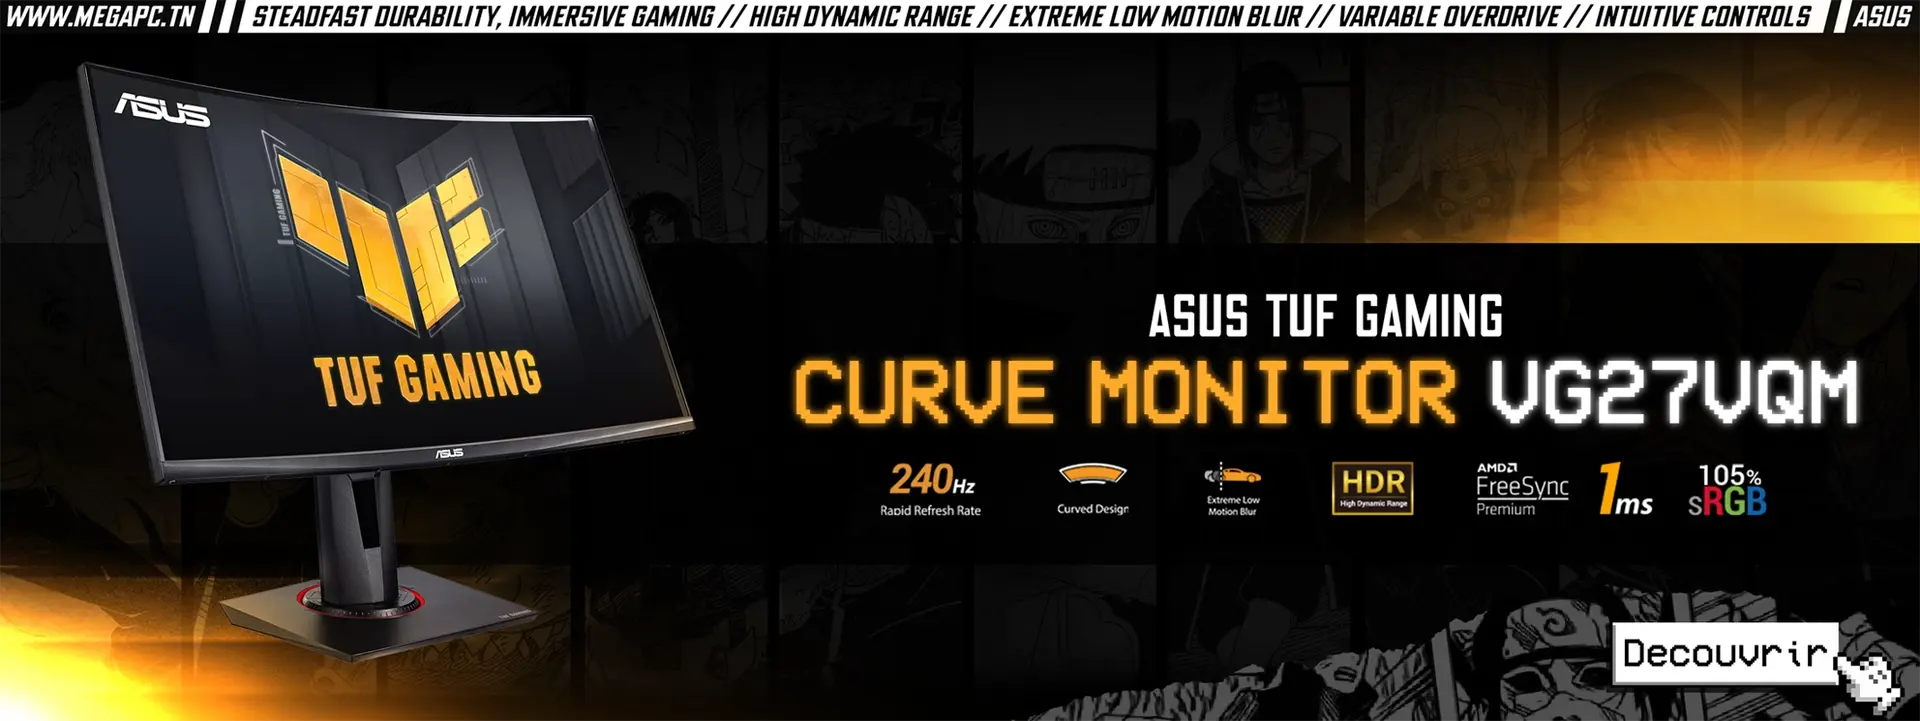 WWW.MEGAPC.TN // STEADFAST DURABILITY, IMMERSIVE GAMING // HIGH DYNAMIC RANGE // EXTREME LOW MOTION BLUR // VARIABLE OVERDRIVE // INTUITIVE CONTROLS // ASUS
ASUS
TUF GAMING
TUF GAMING
ASUS
TUF GAMING
ASUS TUF GAMING
CURVE MONITOR VG27VQM
240Hz
Rapid Refresh Rate
Curved Design
Extreme Low
Motion Blur
HDR
High Dynamic Range
AMD
FreeSync
Premium
1ms
105%
sRGB
Decouvrir